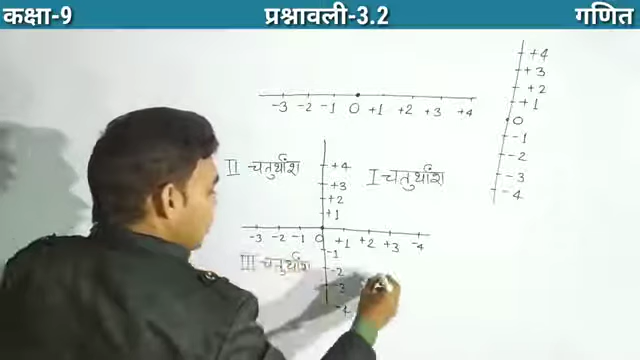 कक्षा-9 प्रश्नावली-3.2 गणित
-3 -2 -1 0 +1 +2 +3 +4
+4
+3
+2
+1
0
-1
-2
-3
-4
II चतुर्थांश
I चतुर्थांश
+4
+3
+2
+1
-3 -2 -1 0 +1 +2 +3 -4
III चतुर्थांश
-1
-2
-3
-4